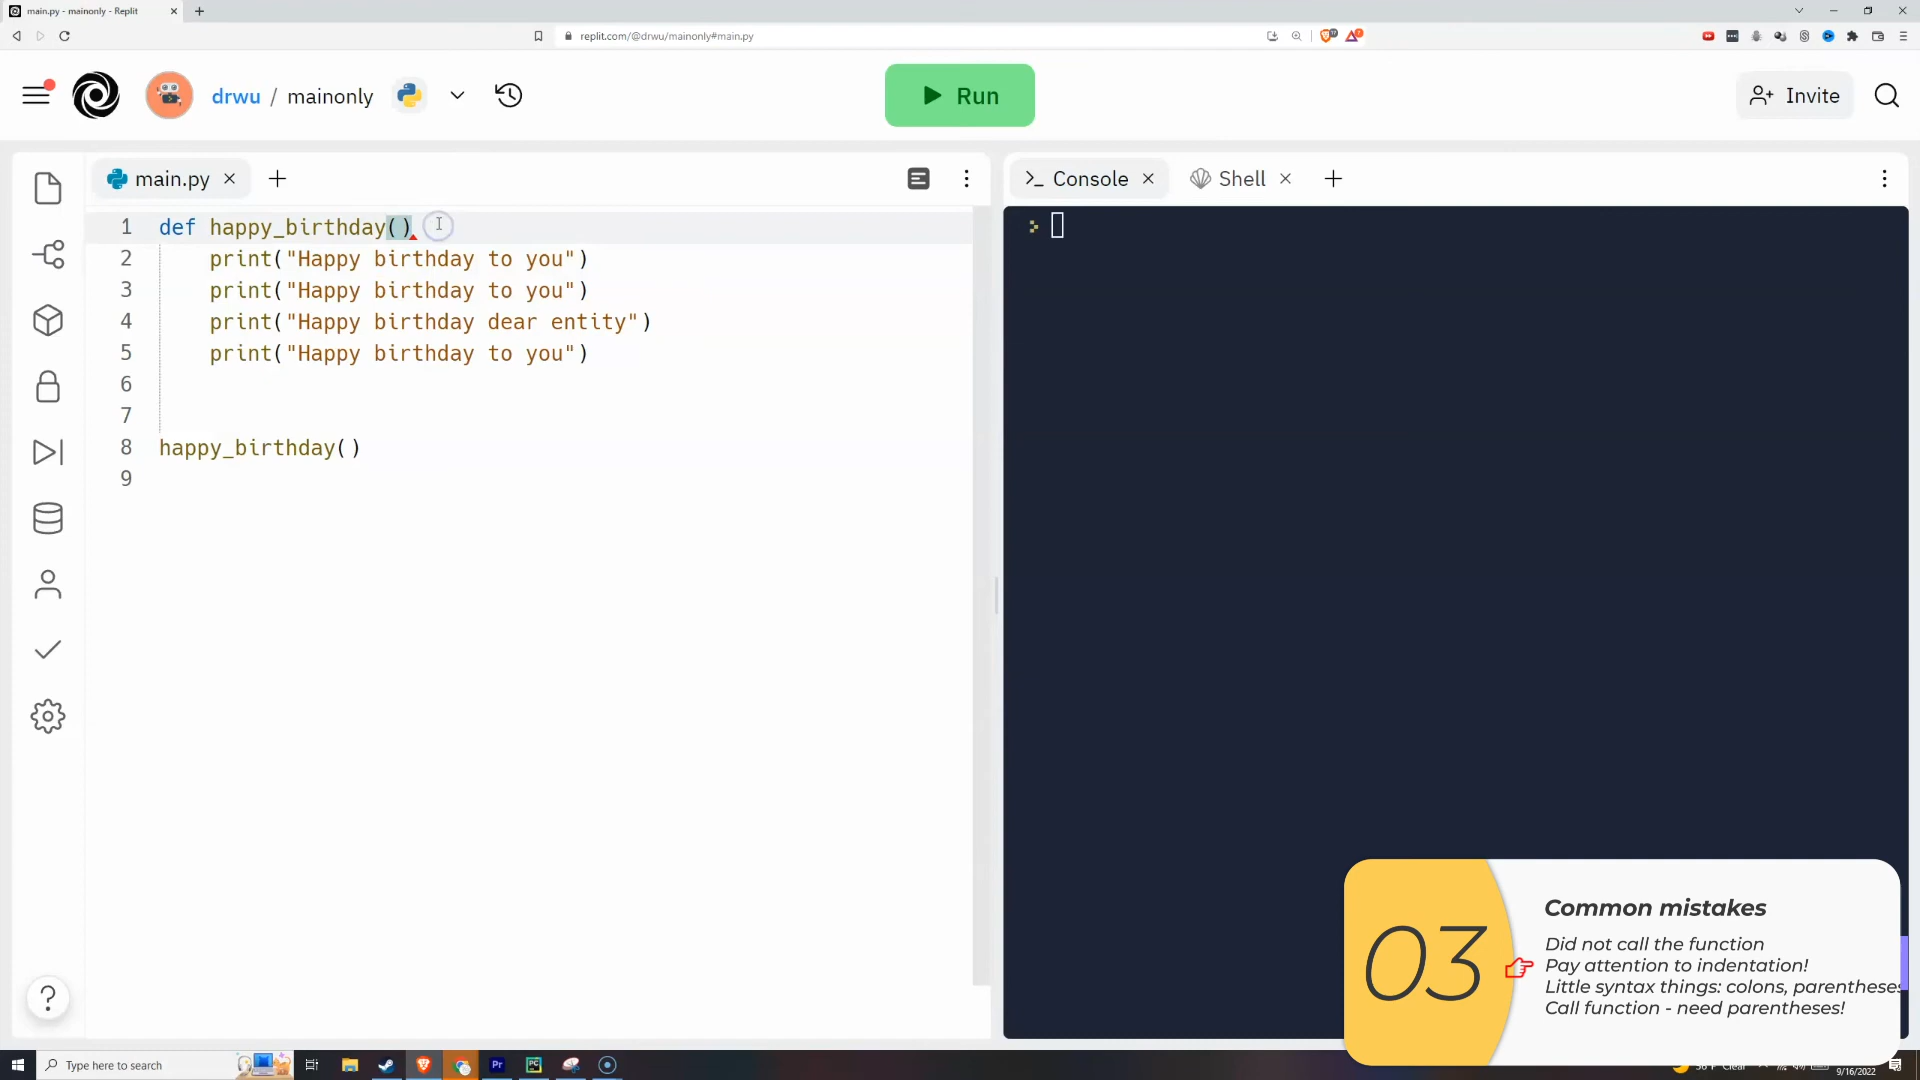 main.py - mainonly - Replit
replit.com/@drwu/mainonly#main.py
drwu / mainonly
Run
Invite
main.py
Console
Shell
1 def happy_birthday()
2 print("Happy birthday to you")
3 print("Happy birthday to you")
4 print("Happy birthday dear entity")
5 print("Happy birthday to you")
6
7
8 happy_birthday()
9
03
Common mistakes
Did not call the function
Pay attention to indentation!
Little syntax things: colons, parentheses
Call function - need parentheses!
?
Type here to search
Pr
PC
Clear
9/16/2022